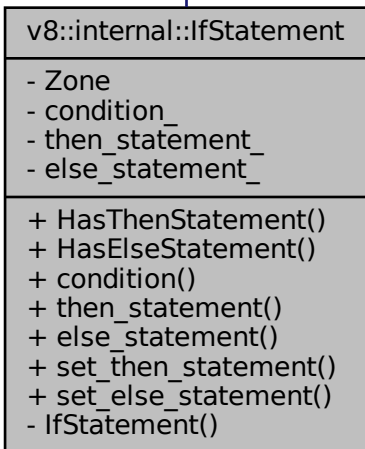 v8::internal::IfStatement
- Zone
- condition_
- then_statement_
- else_statement_
+ HasThenStatement()
+ HasElseStatement()
+ condition()
+ then_statement()
+ else_statement()
+ set_then_statement()
+ set_else_statement()
- IfStatement()